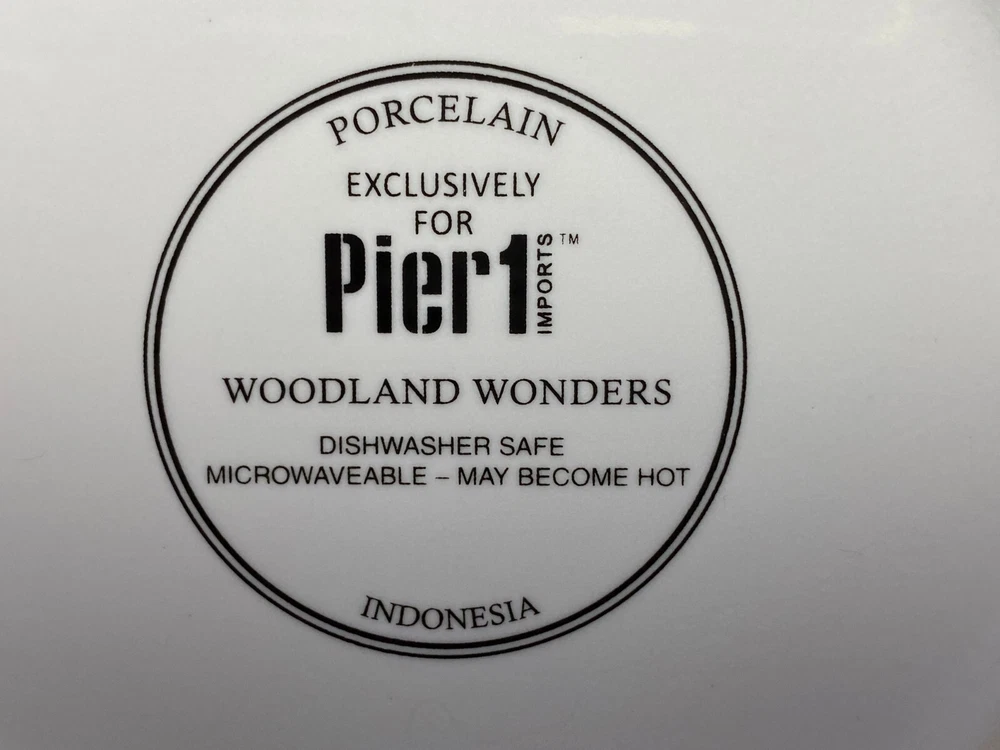 PORCELAIN
EXCLUSIVELY
FOR
Pier1 IMPORTS™
WOODLAND WONDERS
DISHWASHER SAFE
MICROWAVEABLE – MAY BECOME HOT
INDONESIA